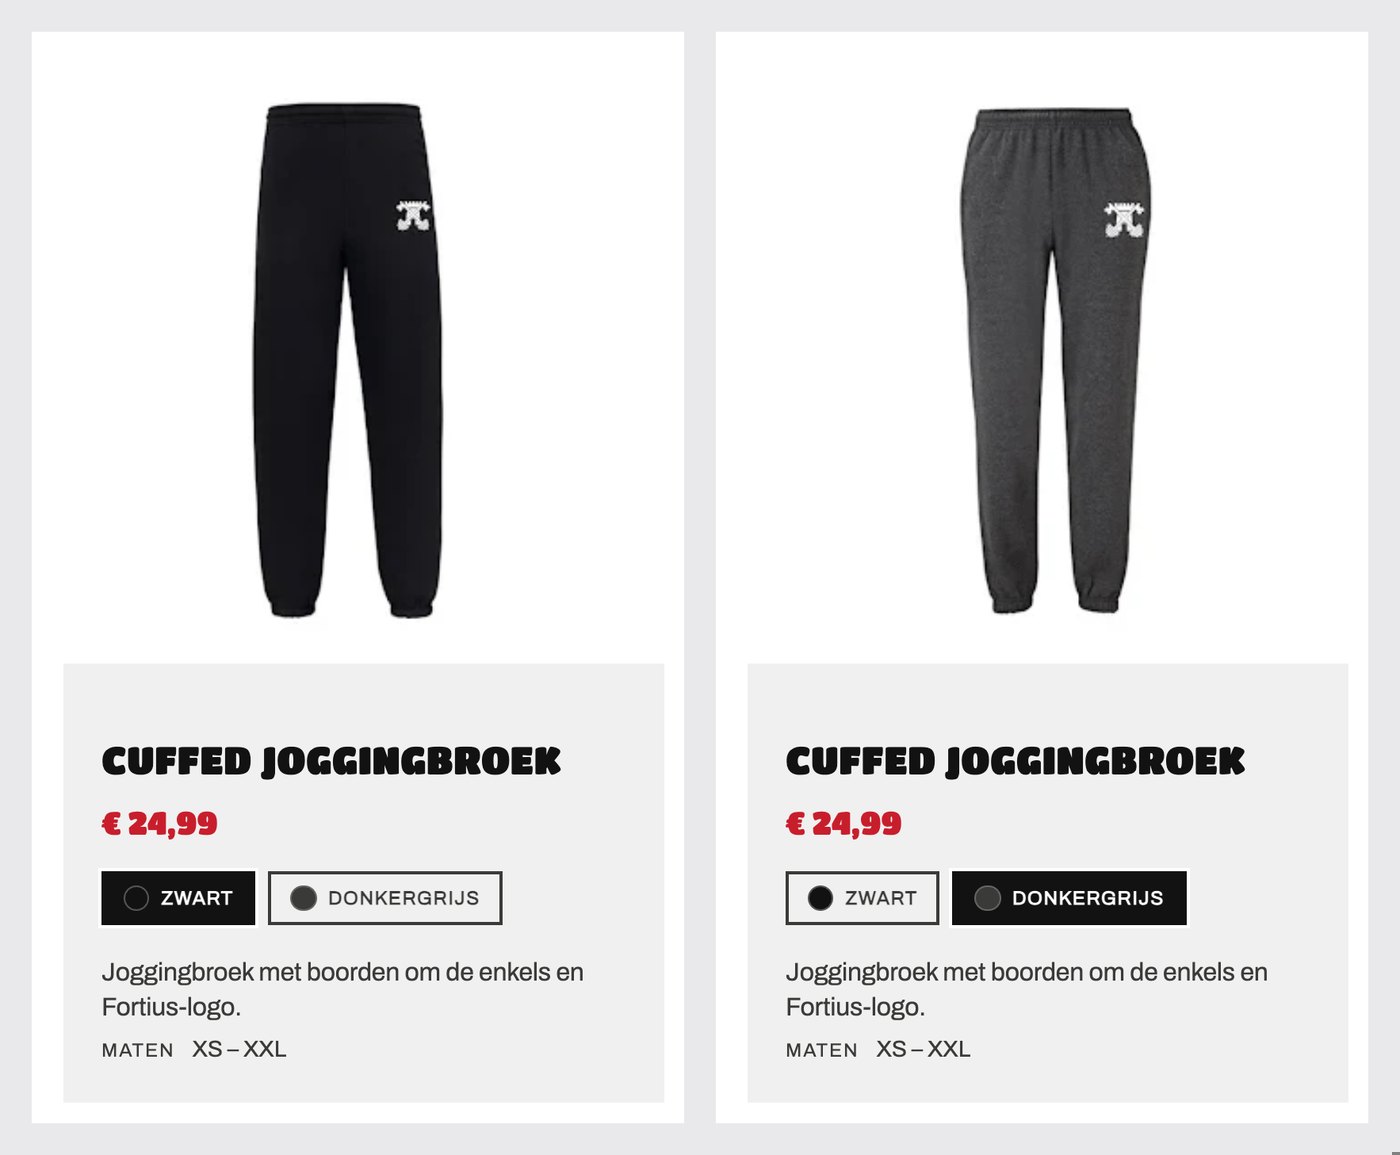 CUFFED JOGGINGBROEK
€ 24,99
ZWART
DONKERGRIJS
Joggingbroek met boorden om de enkels en
Fortius-logo.
MATEN XS – XXL
CUFFED JOGGINGBROEK
€ 24,99
ZWART
DONKERGRIJS
Joggingbroek met boorden om de enkels en
Fortius-logo.
MATEN XS – XXL